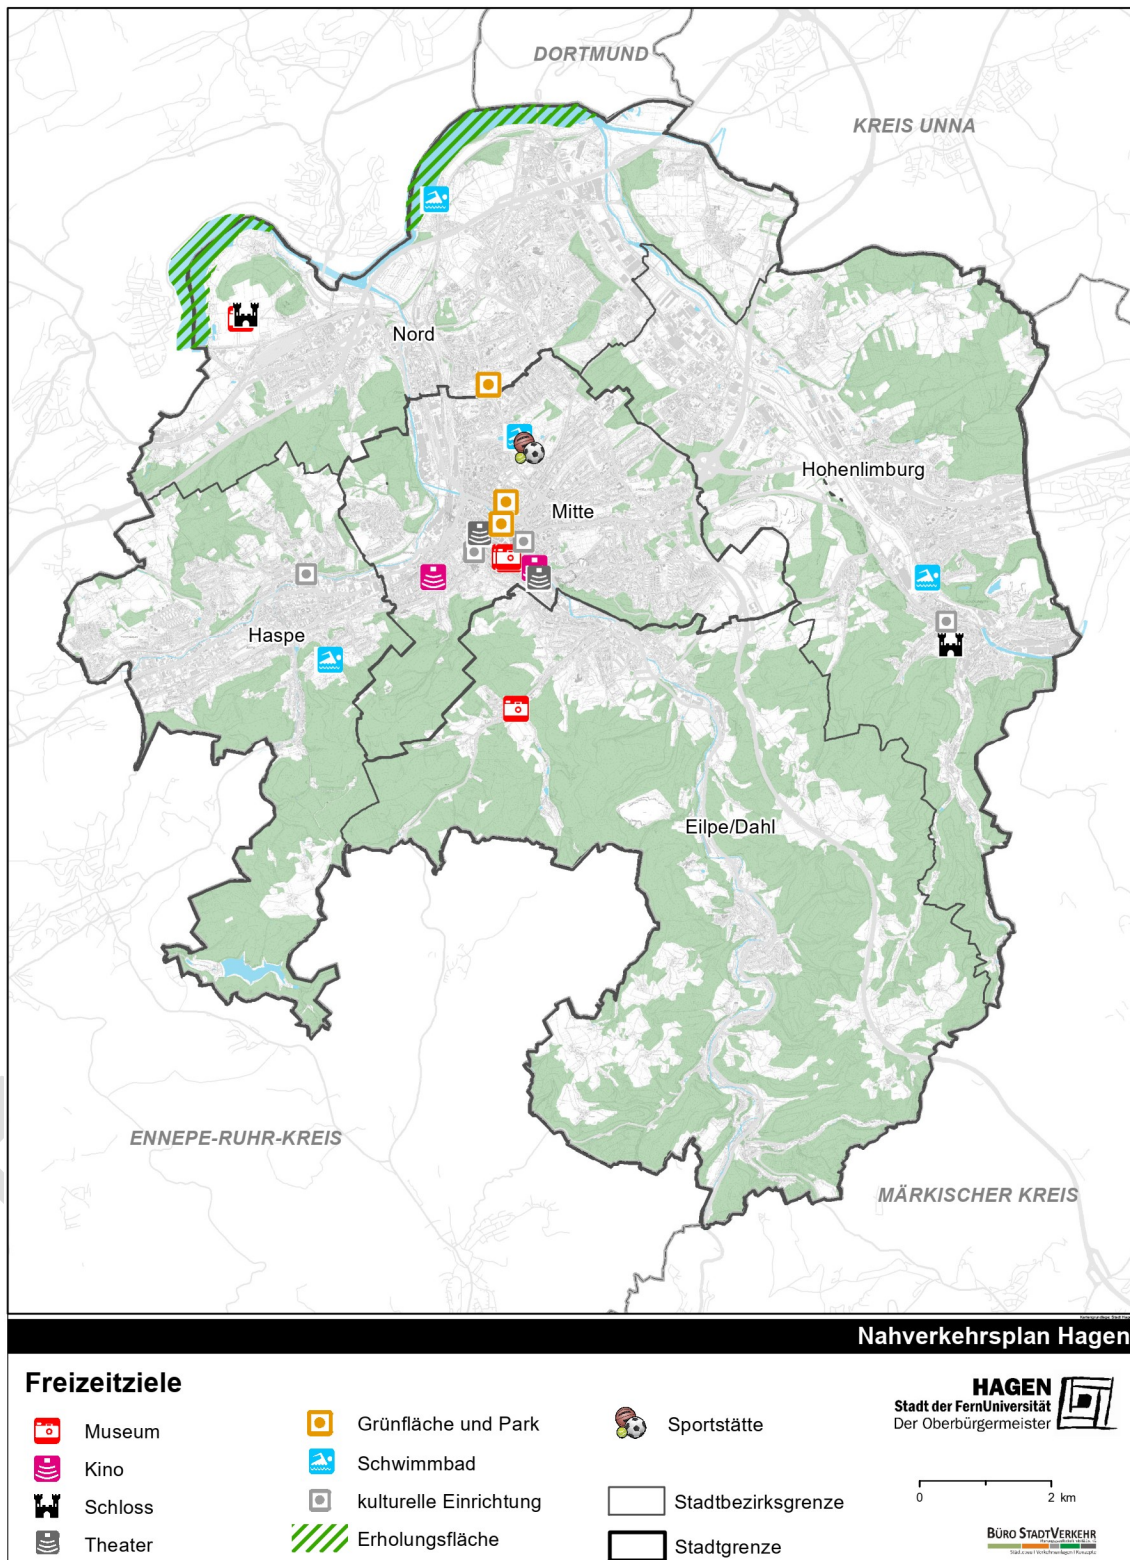 DORTMUND
KREIS UNNA
Nord
Hohenlimburg
Mitte
Haspe
Eilpe/Dahl
ENNEPE-RUHR-KREIS
MÄRKISCHER KREIS
Nahverkehrsplan Hagen
Freizeitziele
Museum
Kino
Schloss
Theater
Grünfläche und Park
Schwimmbad
kulturelle Einrichtung
Erholungsfläche
Sportstätte
Stadtbezirksgrenze
Stadtgrenze
HAGEN
Stadt der FernUniversität
Der Oberbürgermeister
0 2 km
BÜRO STADTVERKEHR